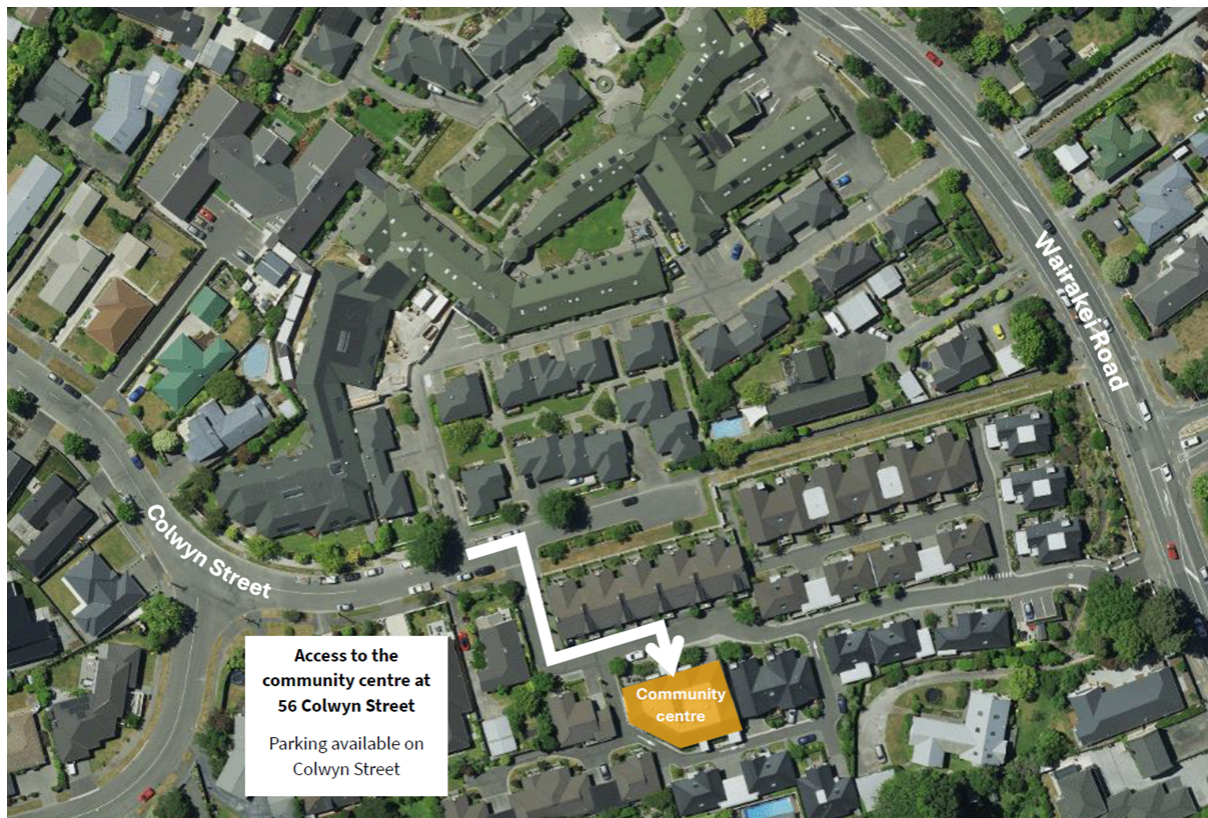 Wairakei Road
Colwyn Street
Access to the
community centre at
56 Colwyn Street
Parking available on
Colwyn Street
Community
centre